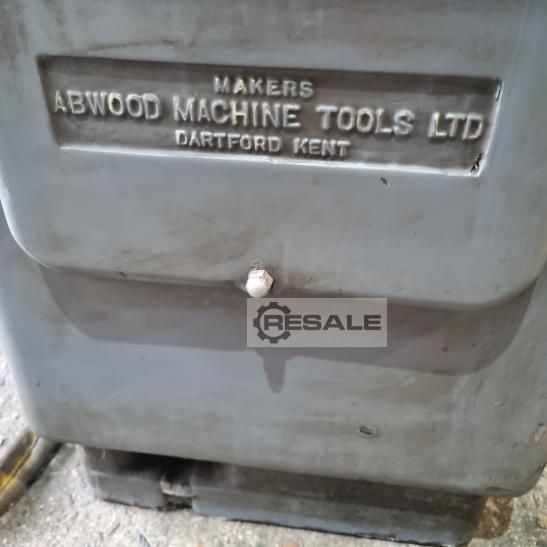 MAKERS
ABWOOD MACHINE TOOLS LTD
DARTFORD KENT
RESALE